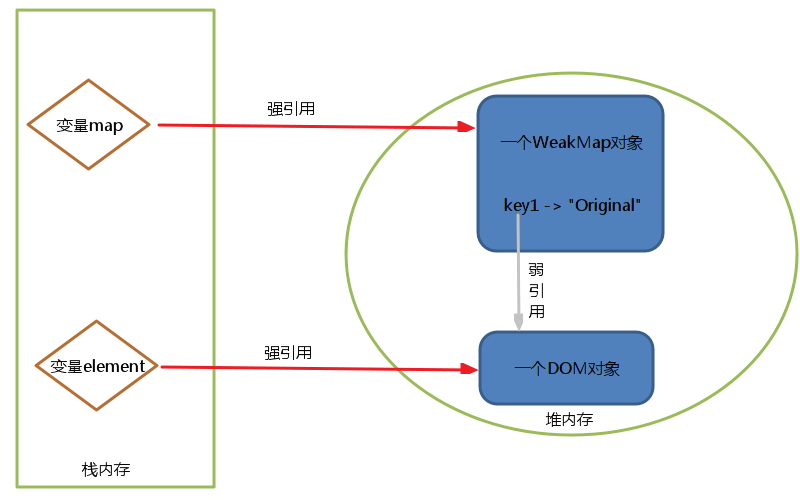 强引用
变量map
一个WeakMap对象
key1 -> "Original"
弱
引
用
强引用
变量element
一个DOM对象
堆内存
栈内存